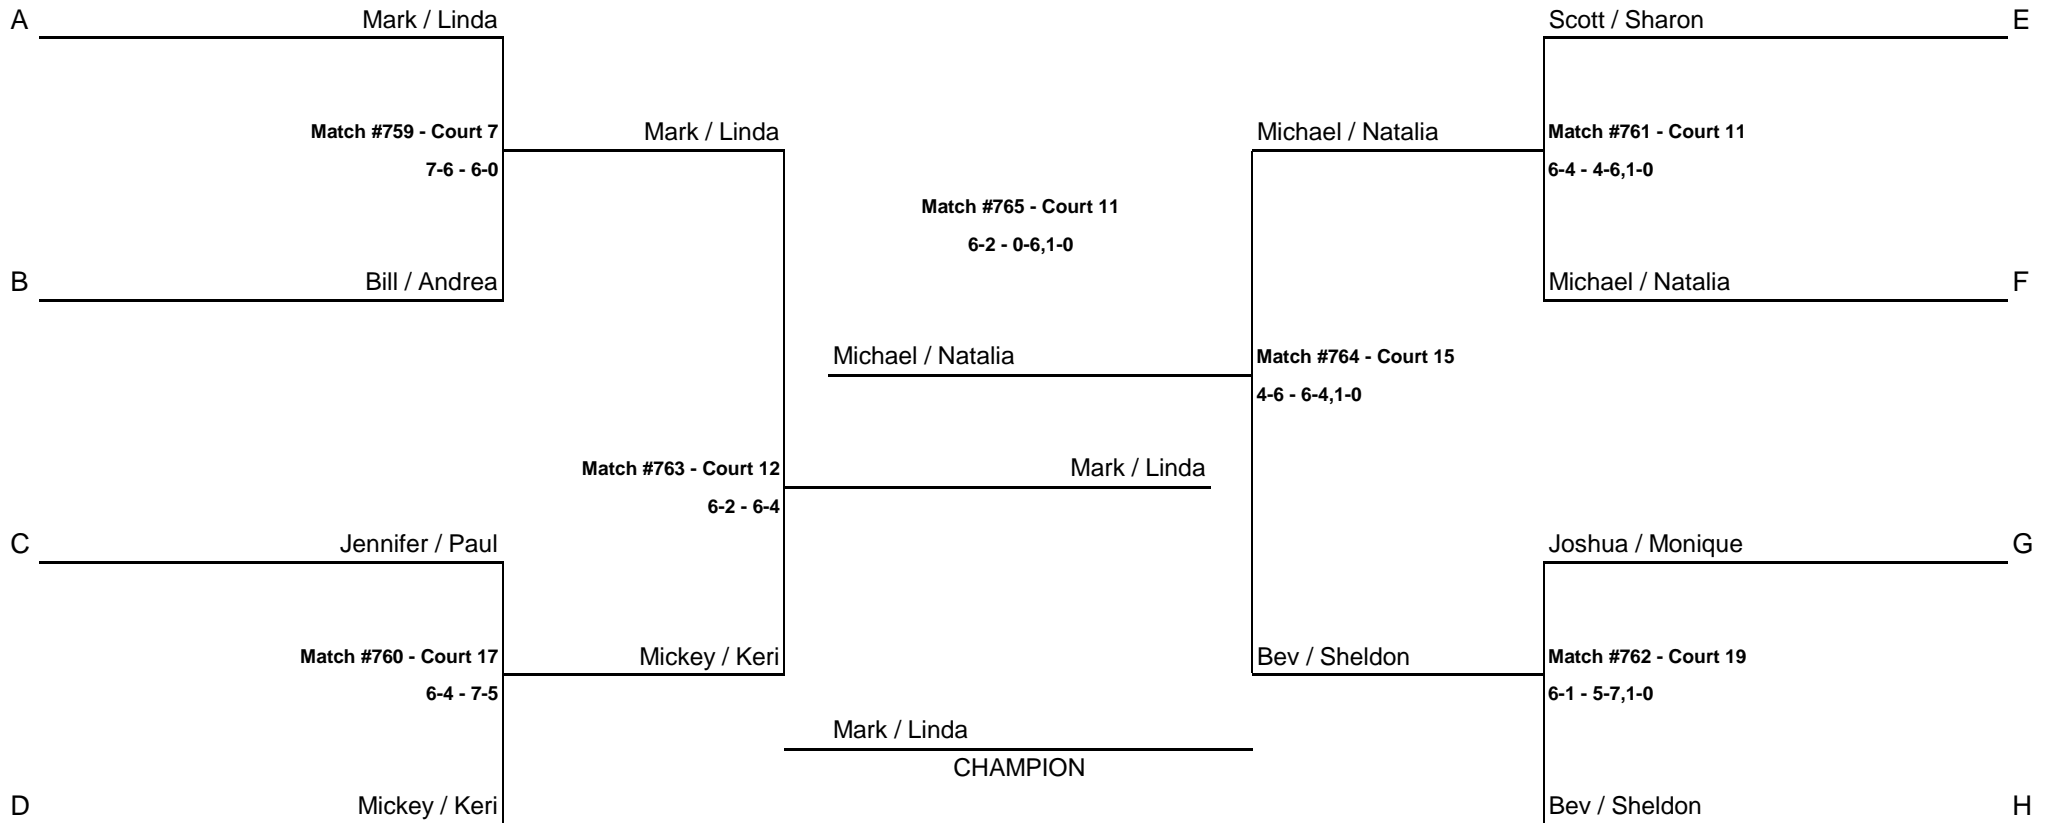 A Mark / Linda Scott / Sharon E
Match #759 - Court 7 Mark / Linda Michael / Natalia Match #761 - Court 11
7-6 - 6-0 6-4 - 4-6,1-0
Match #765 - Court 11
6-2 - 0-6,1-0
B Bill / Andrea Michael / Natalia F
Michael / Natalia Match #764 - Court 15
4-6 - 6-4,1-0
Match #763 - Court 12 Mark / Linda
6-2 - 6-4
C Jennifer / Paul Joshua / Monique G
Match #760 - Court 17 Mickey / Keri Bev / Sheldon Match #762 - Court 19
6-4 - 7-5 6-1 - 5-7,1-0
Mark / Linda
CHAMPION
D Mickey / Keri Bev / Sheldon H